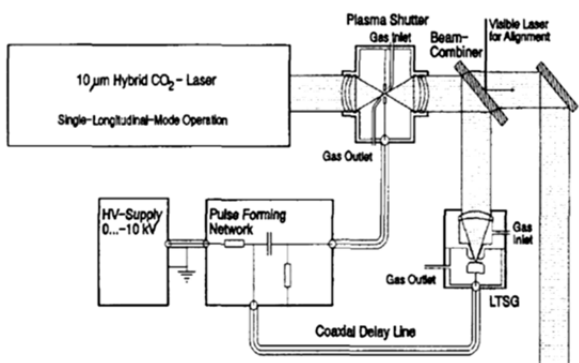 Plasma Shutter
Gas Inlet
Beam-
Combiner
Visible Laser
for Alignment
10 μm Hybrid CO₂-Laser
Single-Longitudinal-Mode Operation
Gas Outlet
HV-Supply
0...-10 kV
Pulse Forming
Network
Gas
Inlet
Gas Outlet
LTSG
Coaxial Delay Line